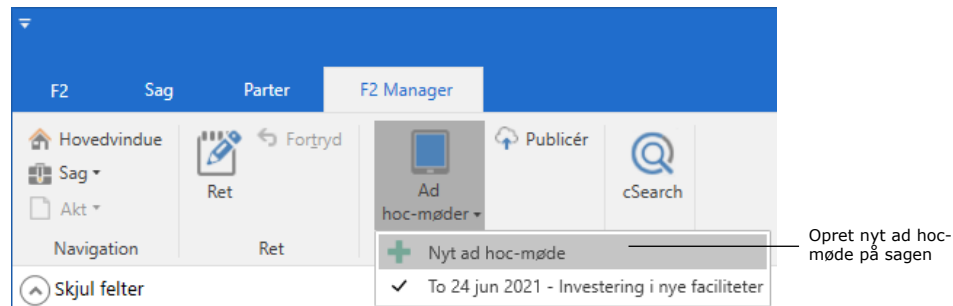 F2 Sag Parter F2 Manager
Hovedvindue
Sag
Akt
Navigation
Ret
Fortryd
Ret
Ad
hoc-møder
Publicér
cSearch
Nyt ad hoc-møde
To 24 jun 2021 - Investering i nye faciliteter
Opret nyt ad hoc-
møde på sagen
Skjul felter